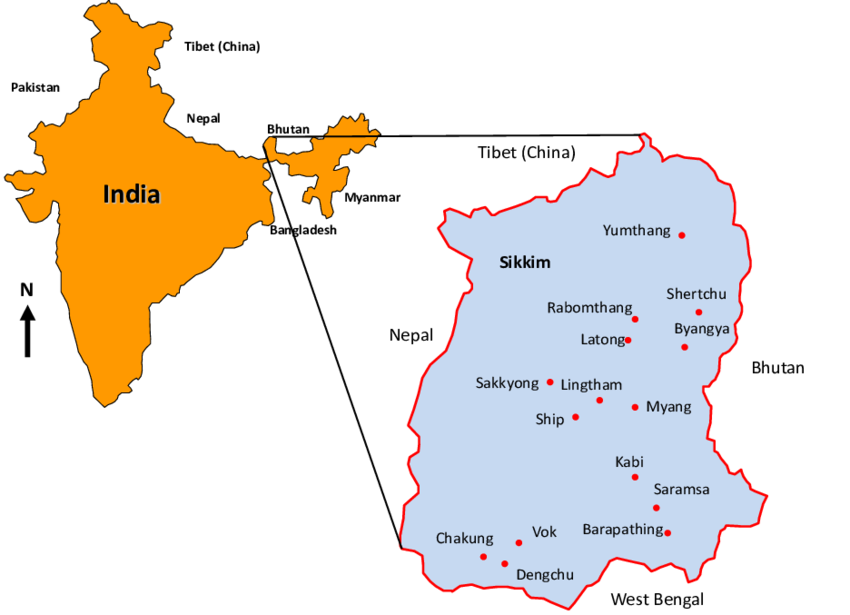 Tibet (China)
Pakistan
Nepal
Bhutan
India
Myanmar
Bangladesh
N
Tibet (China)
Yumthang
Sikkim
Shertchu
Rabomthang
Byangya
Nepal
Latong
Bhutan
Sakkyong
Lingtham
Myang
Ship
Kabi
Saramsa
Barapathing
Chakung
Vok
Dengchu
West Bengal